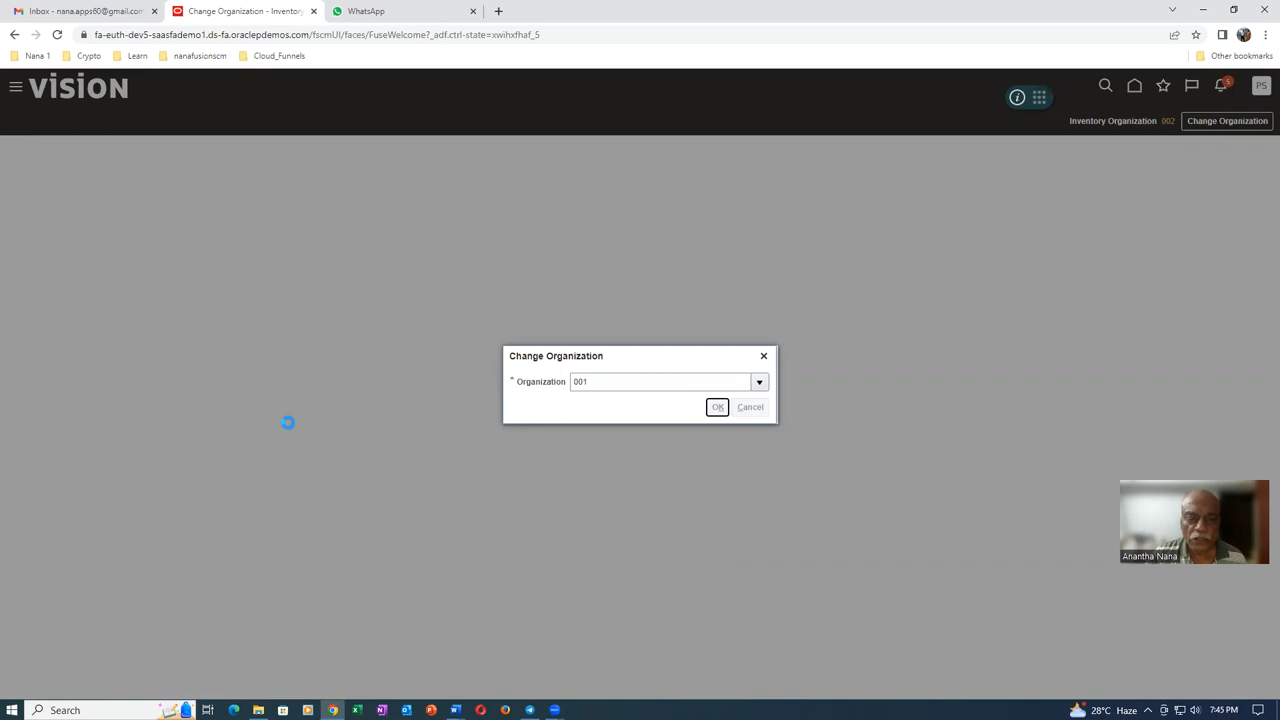 Inbox - nana.apps60@gmail.com
Change Organization - Inventory
WhatsApp
fa-euth-dev5-saasfademo1.ds-fa.oraclepdemos.com/fscmUI/faces/FuseWelcome?_adf.ctrl-state=xwihxfhaf_5
Nana 1
Crypto
Learn
nanafusionscm
Cloud_Funnels
Other bookmarks
VISION
5
PS
Inventory Organization 002
Change Organization
Change Organization
* Organization 001
OK
Cancel
Anantha Nana
Search
28°C Haze
7:45 PM